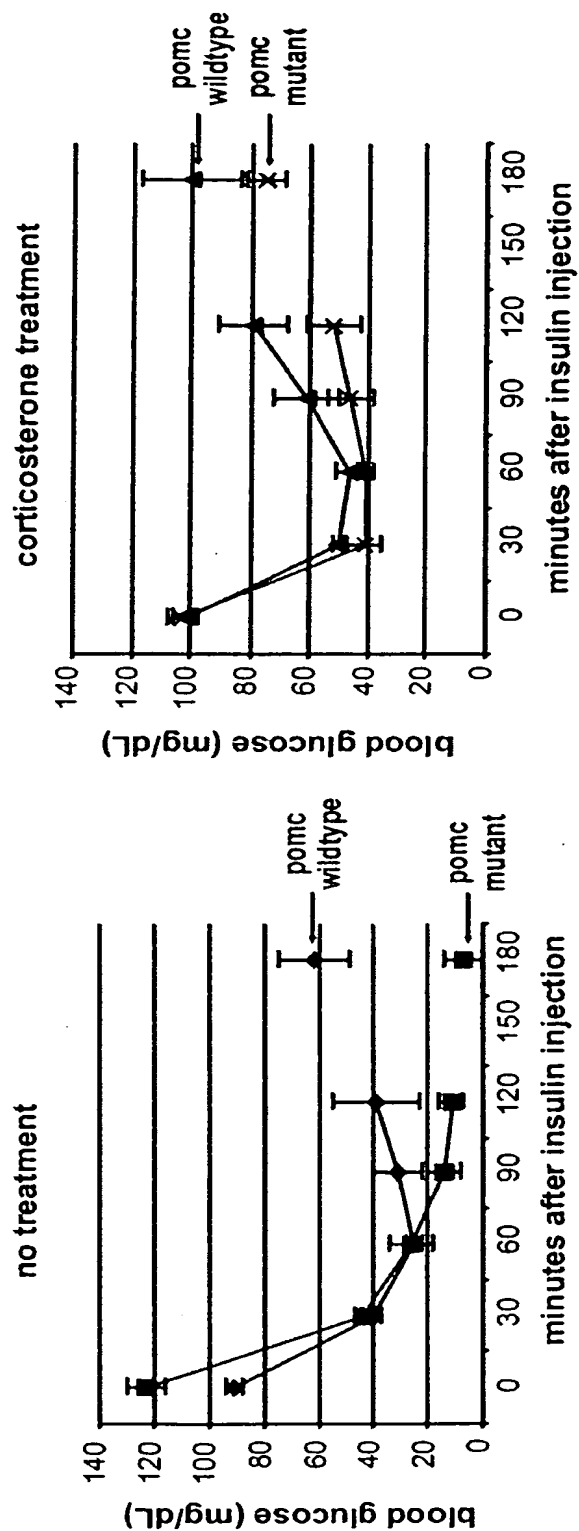 no treatment
blood glucose (mg/dL)
140
120
100
80
60
40
20
0
0 30 60 90 120 150 180
minutes after insulin injection
pomc
wildtype
pomc
mutant
corticosterone treatment
blood glucose (mg/dL)
140
120
100
80
60
40
20
0
0 30 60 90 120 150 180
minutes after insulin injection
pomc
wildtype
pomc
mutant